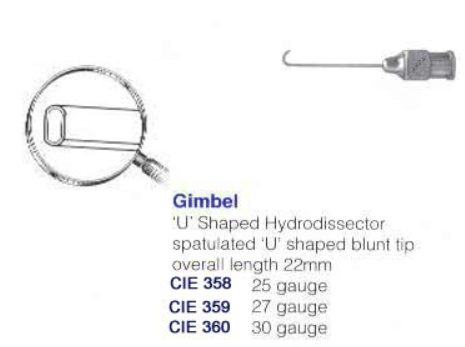 Gimbel
'U' Shaped Hydrodissector
spatulated 'U' shaped blunt tip
overall length 22mm
CIE 358 25 gauge
CIE 359 27 gauge
CIE 360 30 gauge